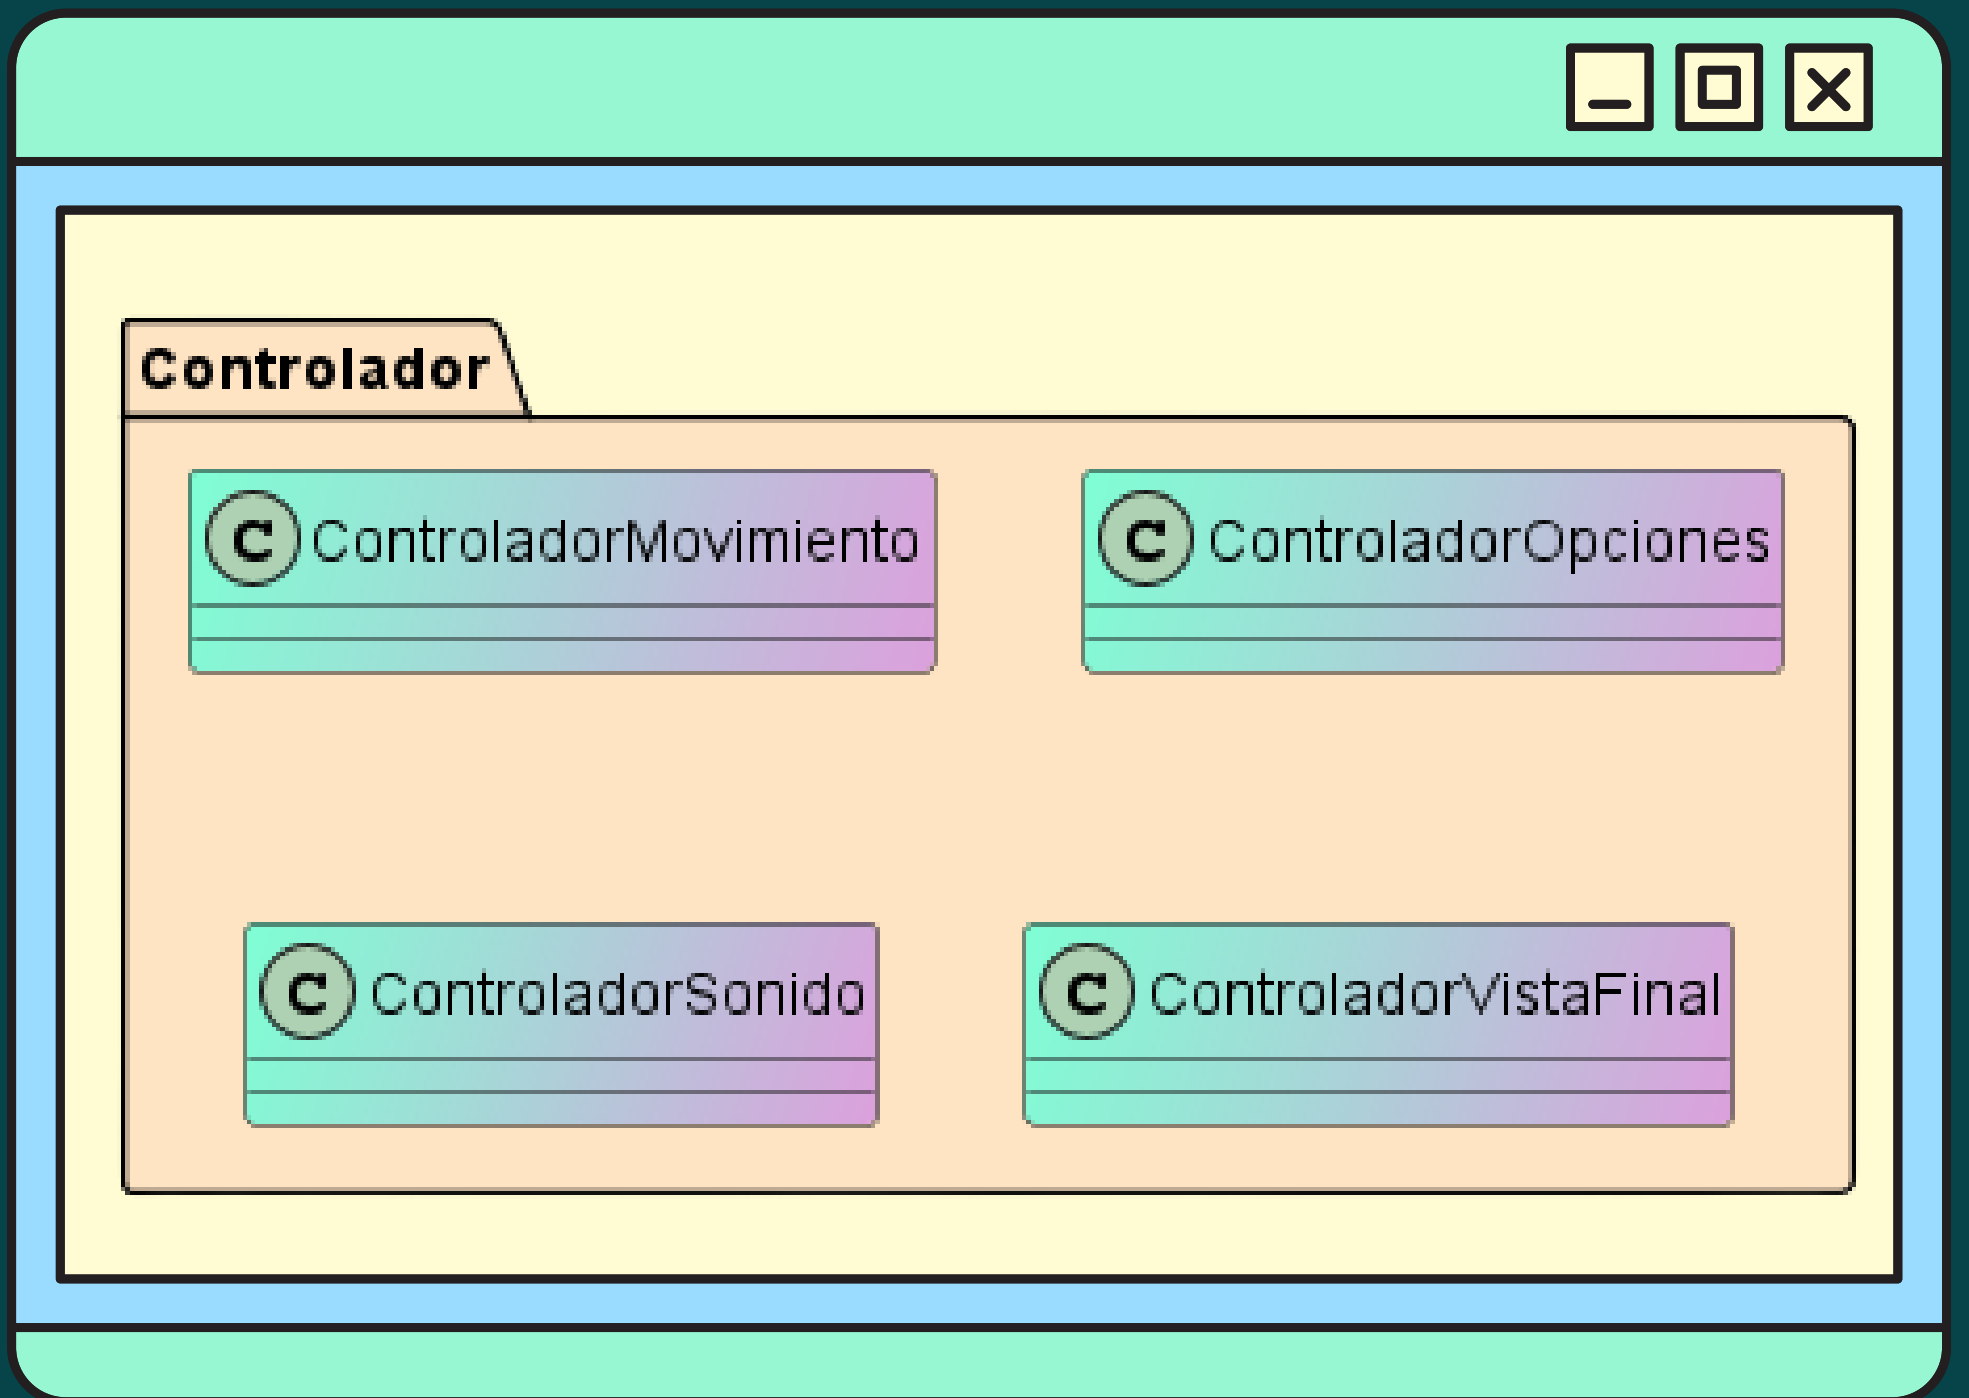 Controlador
C ControladorMovimiento
C ControladorOpciones
C ControladorSonido
C ControladorVistaFinal